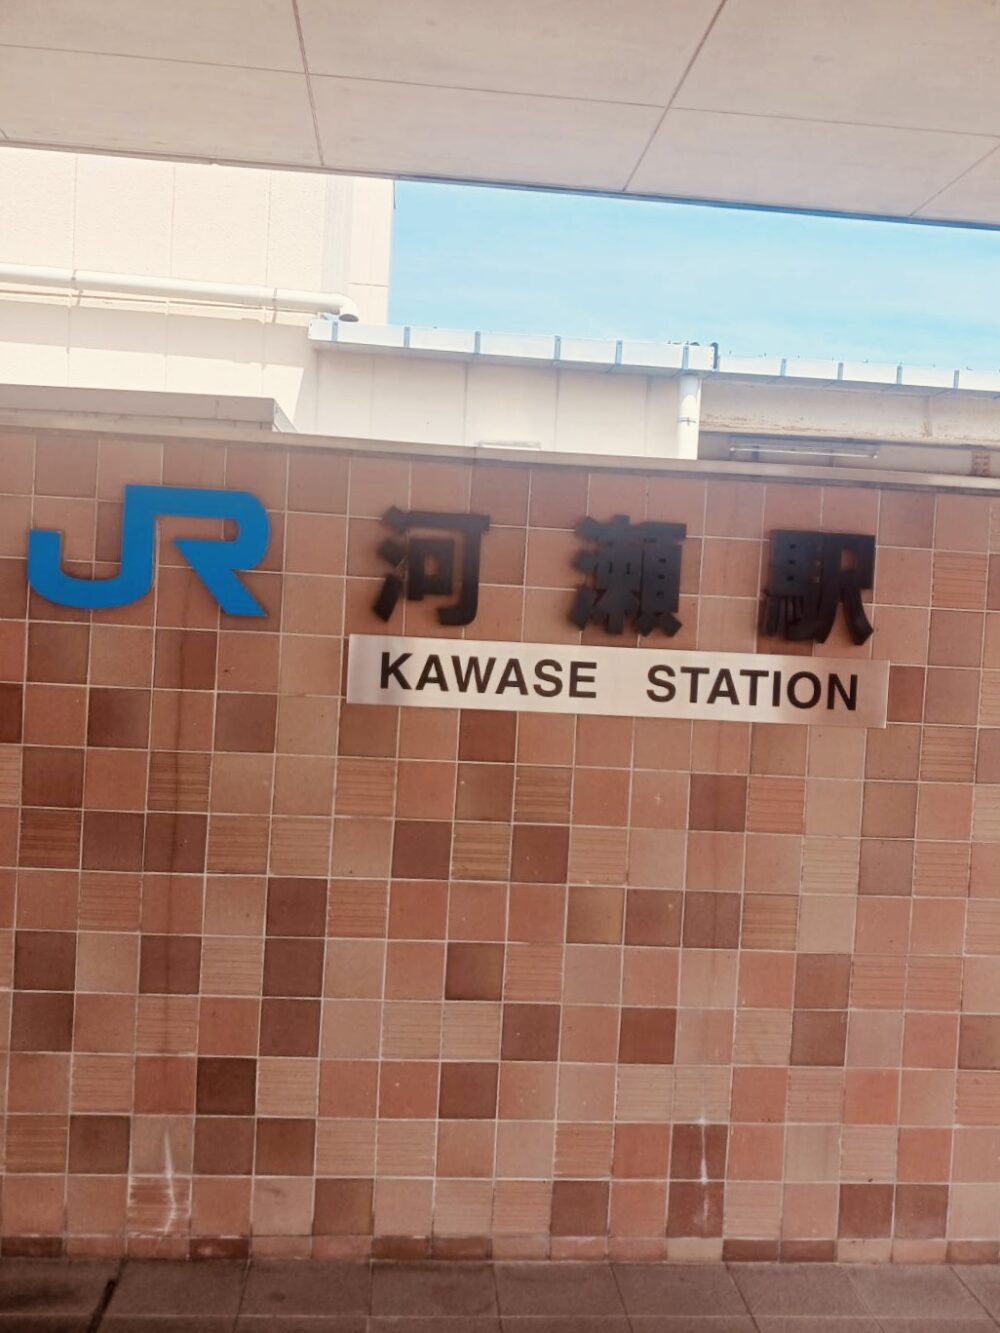 JR 河瀬駅
KAWASE STATION